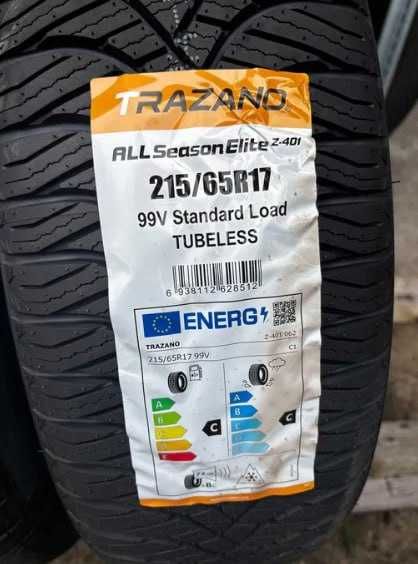 TRAZANO
ALL Season Elite Z-401
215/65R17
99V Standard Load
TUBELESS
6 938112 628512
ENERG
TRAZANO
Z-401 062
215/65R17 99V
C1
A
B
C
D
E
C
A
B
C
D
E
C